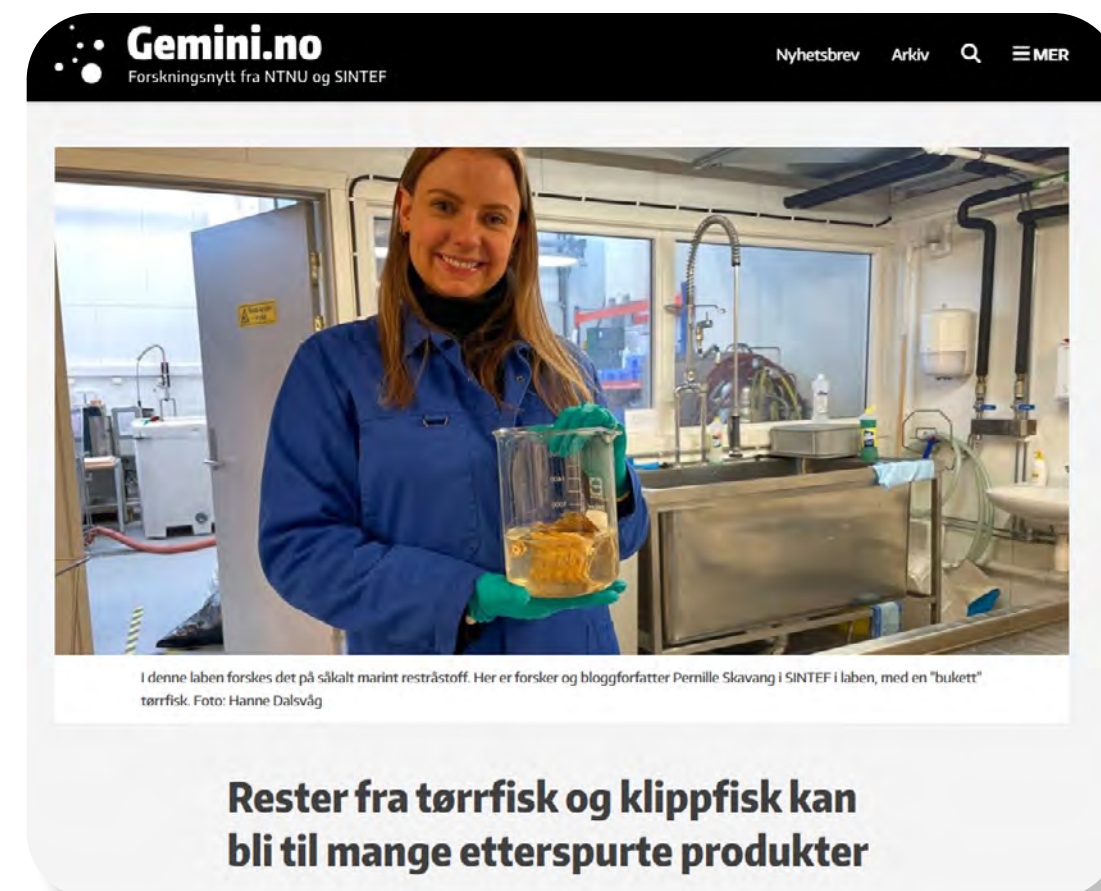 Gemini.no
Forskningsnytt fra NTNU og SINTEF
Nyhetsbrev Arkiv MER
I denne laben forskes det på såkalt marint restråstoff. Her er forsker og bloggforfatter Pernille Skavang i SINTEF i laben, med en "bukett"
tørrfisk. Foto: Hanne Dalsvåg
Rester fra tørrfisk og klippfisk kan
bli til mange etterspurte produkter